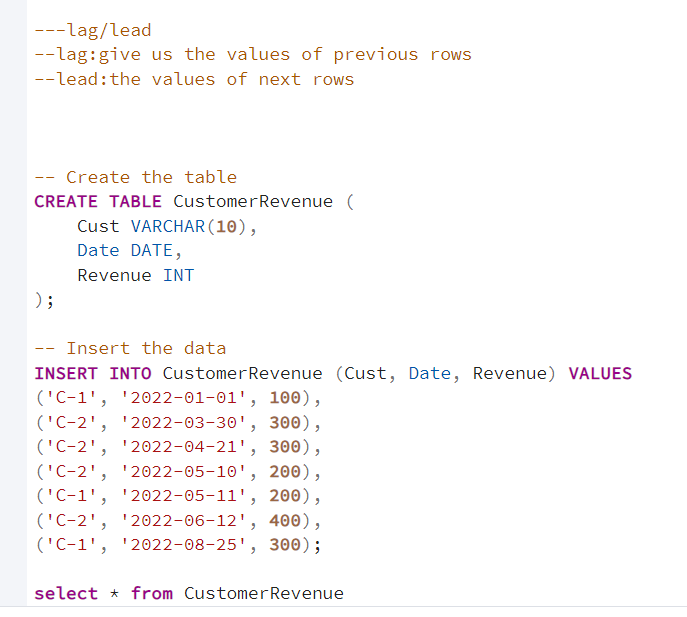 ---lag/lead
--lag:give us the values of previous rows
--lead:the values of next rows
-- Create the table
CREATE TABLE CustomerRevenue (
    Cust VARCHAR(10),
    Date DATE,
    Revenue INT
);
-- Insert the data
INSERT INTO CustomerRevenue (Cust, Date, Revenue) VALUES
('C-1', '2022-01-01', 100),
('C-2', '2022-03-30', 300),
('C-2', '2022-04-21', 300),
('C-2', '2022-05-10', 200),
('C-1', '2022-05-11', 200),
('C-2', '2022-06-12', 400),
('C-1', '2022-08-25', 300);
select * from CustomerRevenue